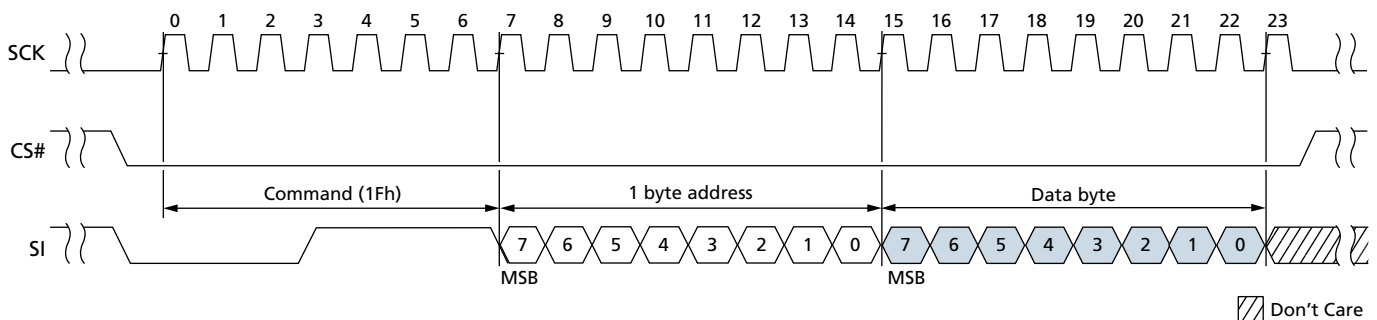 0 1 2 3 4 5 6 7 8 9 10 11 12 13 14 15 16 17 18 19 20 21 22 23
SCK
CS#
Command (1Fh) 1 byte address Data byte
SI 7 6 5 4 3 2 1 0 7 6 5 4 3 2 1 0
MSB MSB
Don't Care